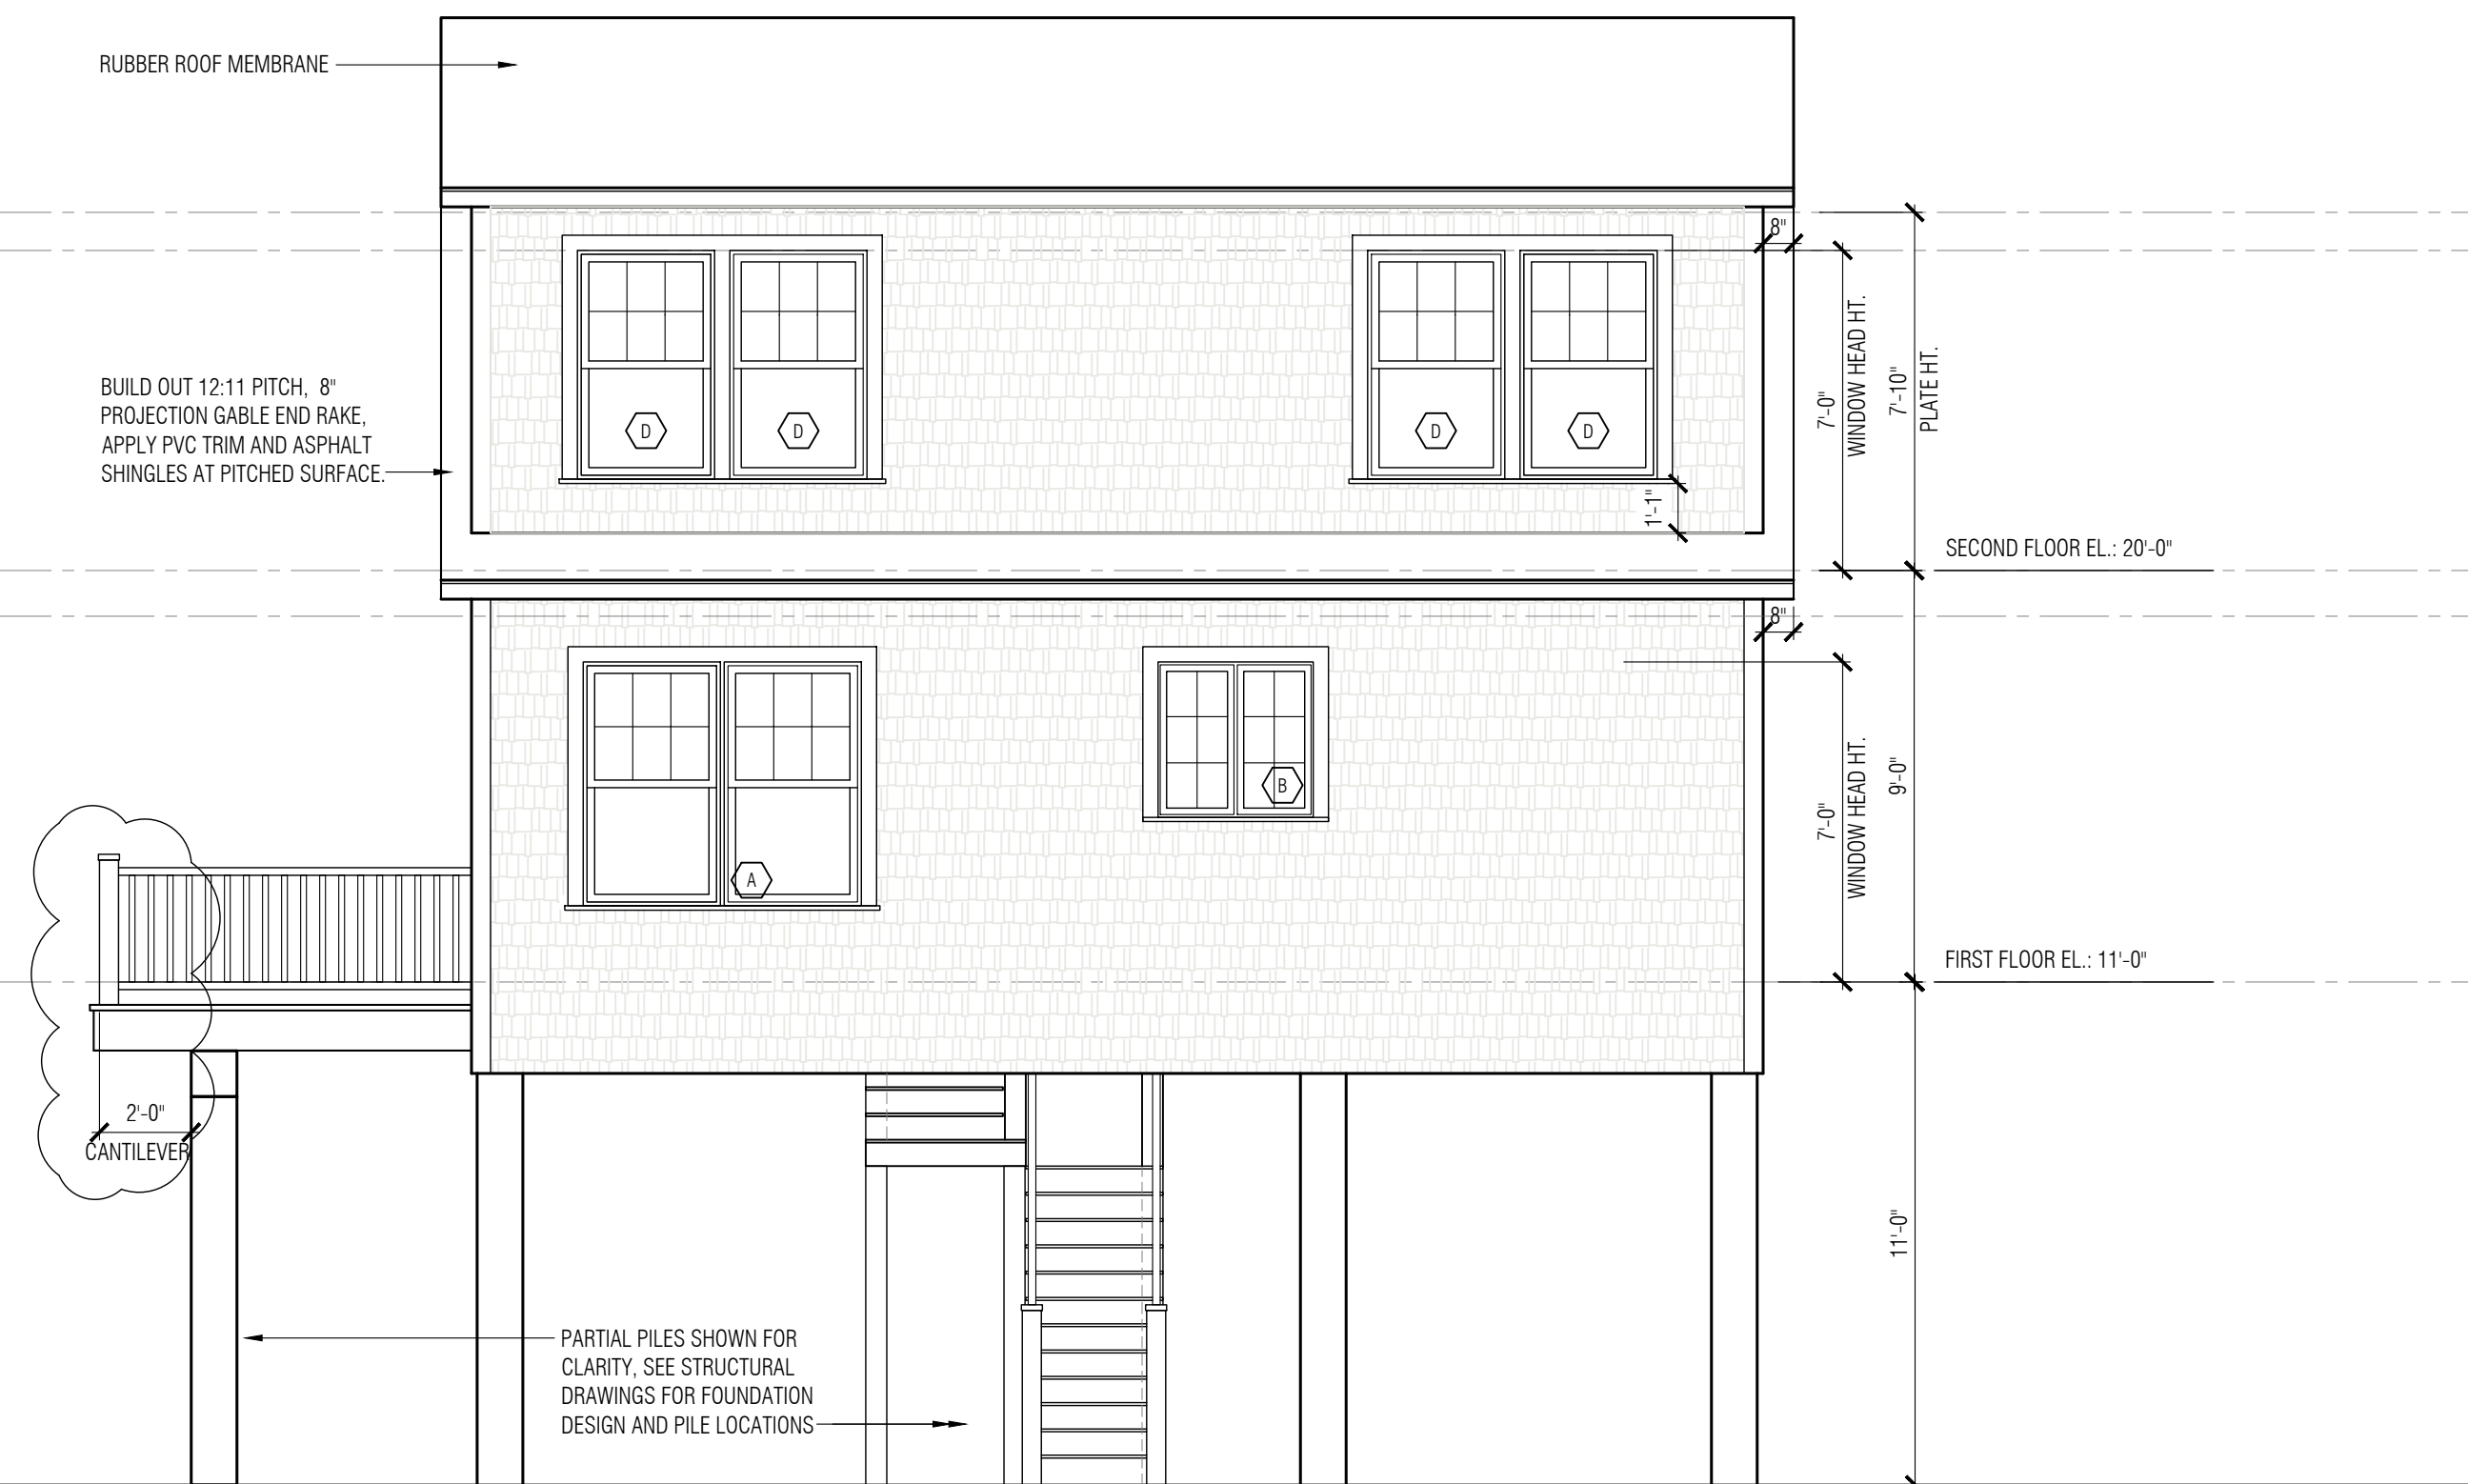 RUBBER ROOF MEMBRANE
8"
BUILD OUT 12:11 PITCH, 8"
PROJECTION GABLE END RAKE,
APPLY PVC TRIM AND ASPHALT
SHINGLES AT PITCHED SURFACE.
D
D
D
D
1'-1"
7'-0"
WINDOW HEAD HT.
7'-10"
PLATE HT.
SECOND FLOOR EL.: 20'-0"
8"
A
B
7'-0"
WINDOW HEAD HT.
9'-0"
FIRST FLOOR EL.: 11'-0"
2'-0"
CANTILEVER
11'-0"
PARTIAL PILES SHOWN FOR
CLARITY, SEE STRUCTURAL
DRAWINGS FOR FOUNDATION
DESIGN AND PILE LOCATIONS